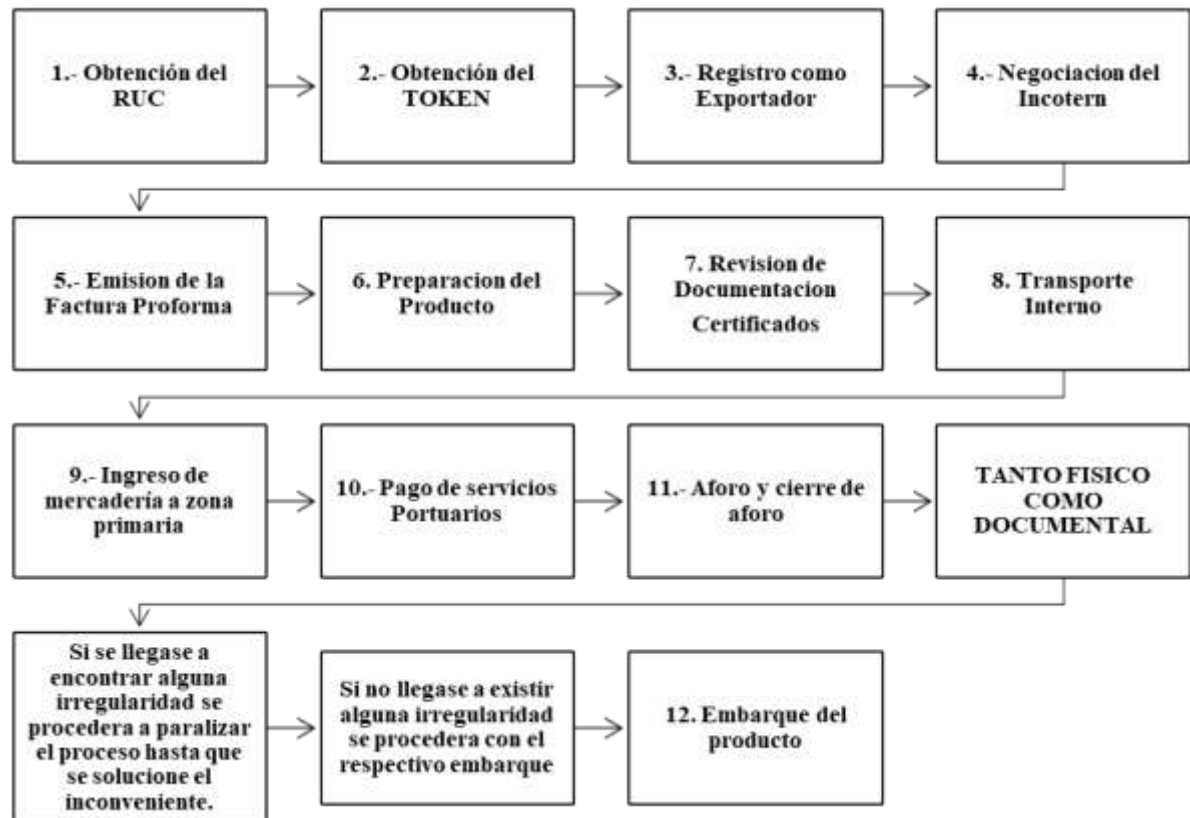 1.- Obtención del
RUC
2.- Obtención del
TOKEN
3.- Registro como
Exportador
4.- Negociacion del
Incotern
5.- Emision de la
Factura Proforma
6. Preparacion del
Producto
7. Revision de
Documentacion
Certificados
8. Transporte
Interno
9.- Ingreso de
mercadería a zona
primaria
10.- Pago de servicios
Portuarios
11.- Aforo y cierre de
aforo
TANTO FISICO
COMO
DOCUMENTAL
Si se llegase a
encontrar alguna
irregularidad se
procedera a paralizar
el proceso hasta que
se solucione el
inconveniente.
Si no llegase a existir
alguna irregularidad
se procedera con el
respectivo embarque
12. Embarque del
producto